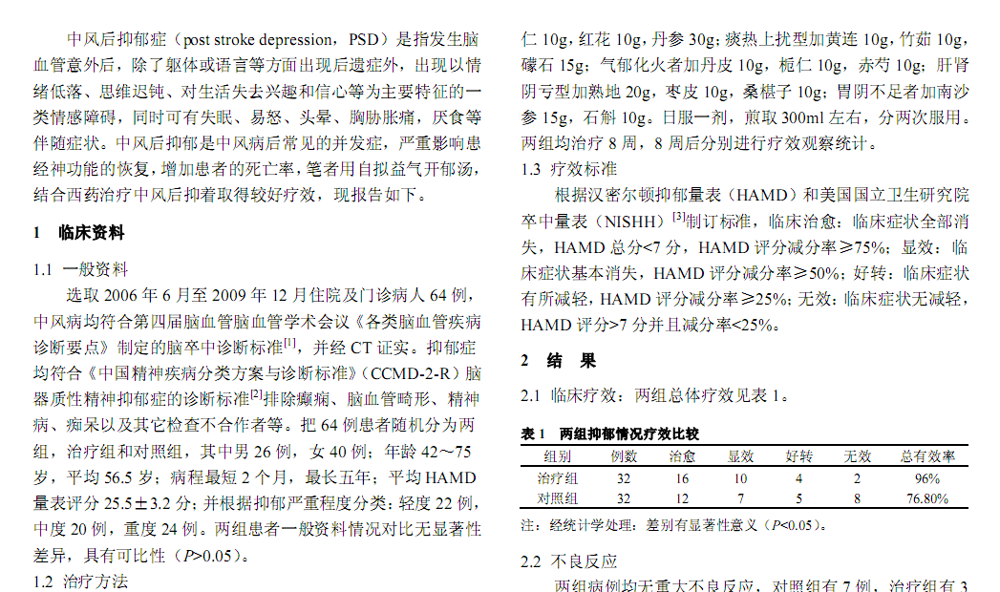 中风后抑郁症（post stroke depression，PSD）是指发生脑
血管意外后，除了躯体或语言等方面出现后遗症外，出现以情
绪低落、思维迟钝、对生活失去兴趣和信心等为主要特征的一
类情感障碍，同时可有失眠、易怒、头晕、胸胁胀痛，厌食等
伴随症状。中风后抑郁是中风病后常见的并发症，严重影响患
经神功能的恢复，增加患者的死亡率，笔者用自拟益气开郁汤，
结合西药治疗中风后抑着取得较好疗效，现报告如下。
1 临床资料
1.1 一般资料
选取 2006 年 6 月至 2009 年 12 月住院及门诊病人 64 例，
中风病均符合第四届脑血管脑血管学术会议《各类脑血管疾病
诊断要点》制定的脑卒中诊断标准[1]，并经 CT 证实。抑郁症
均符合《中国精神疾病分类方案与诊断标准》（CCMD-2-R）脑
器质性精神抑郁症的诊断标准[2]排除癫痫、脑血管畸形、精神
病、痴呆以及其它检查不合作者等。把 64 例患者随机分为两
组，治疗组和对照组，其中男 26 例，女 40 例；年龄 42～75
岁，平均 56.5 岁；病程最短 2 个月，最长五年；平均 HAMD
量表评分 25.5±3.2 分；并根据抑郁严重程度分类：轻度 22 例，
中度 20 例，重度 24 例。两组患者一般资料情况对比无显著性
差异，具有可比性（P>0.05）。
1.2 治疗方法
仁 10g，红花 10g，丹参 30g；痰热上扰型加黄连 10g，竹茹 10g，
礞石 15g；气郁化火者加丹皮 10g，栀仁 10g，赤芍 10g；肝肾
阴亏型加熟地 20g，枣皮 10g，桑椹子 10g；胃阴不足者加南沙
参 15g，石斛 10g。日服一剂，煎取 300ml 左右，分两次服用。
两组均治疗 8 周，8 周后分别进行疗效观察统计。
1.3 疗效标准
根据汉密尔顿抑郁量表（HAMD）和美国国立卫生研究院
卒中量表（NISHH）[3]制订标准，临床治愈：临床症状全部消
失，HAMD 总分<7 分，HAMD 评分减分率≥75%；显效：临
床症状基本消失，HAMD 评分减分率≥50%；好转：临床症状
有所减轻，HAMD 评分减分率≥25%；无效：临床症状无减轻，
HAMD 评分>7 分并且减分率<25%。
2 结 果
2.1 临床疗效：两组总体疗效见表 1。
表 1 两组抑郁情况疗效比较
组别 例数 治愈 显效 好转 无效 总有效率
治疗组 32 16 10 4 2 96%
对照组 32 12 7 5 8 76.80%
注：经统计学处理：差别有显著性意义（P<0.05）。
2.2 不良反应
两组病例均无重大不良反应，对照组有 7 例，治疗组有 3